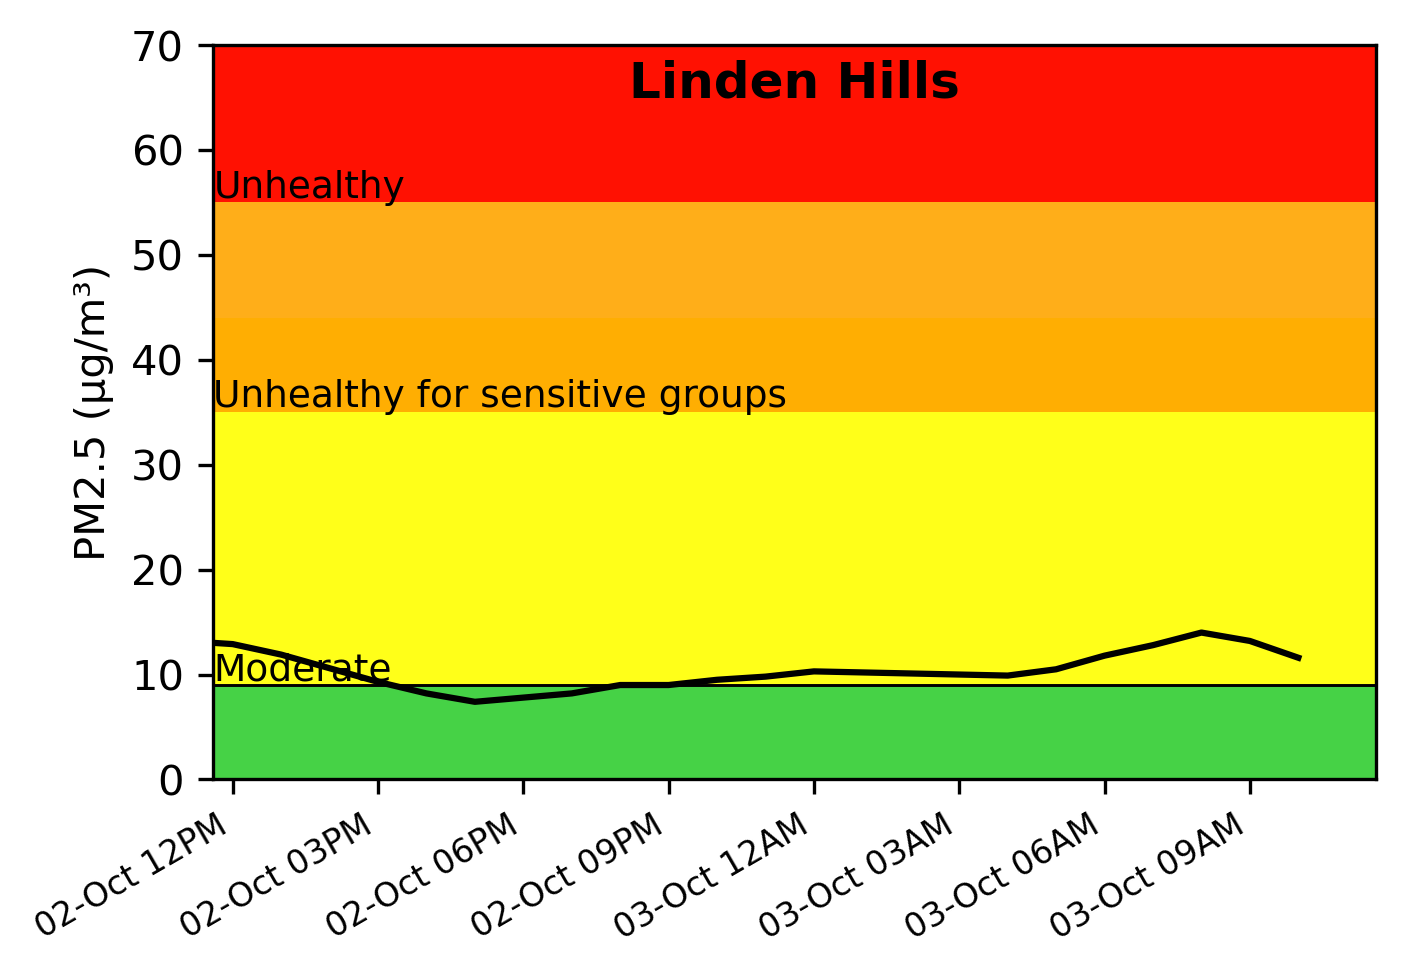 Linden Hills
PM2.5 (µg/m³)
70
60
50
40
30
20
10
0
Unhealthy
Unhealthy for sensitive groups
Moderate
02-Oct 12PM
02-Oct 03PM
02-Oct 06PM
02-Oct 09PM
03-Oct 12AM
03-Oct 03AM
03-Oct 06AM
03-Oct 09AM